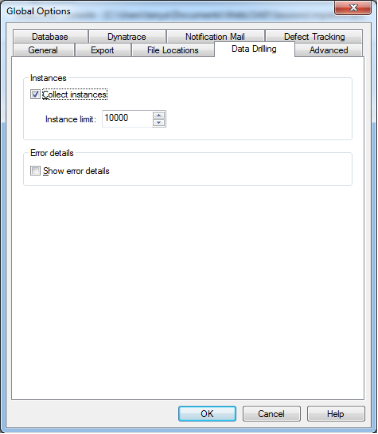 Global Options
Database Dynatrace Notification Mail Defect Tracking
General Export File Locations Data Drilling Advanced
Instances
Collect instances
Instance limit: 10000
Error details
Show error details
OK Cancel Help